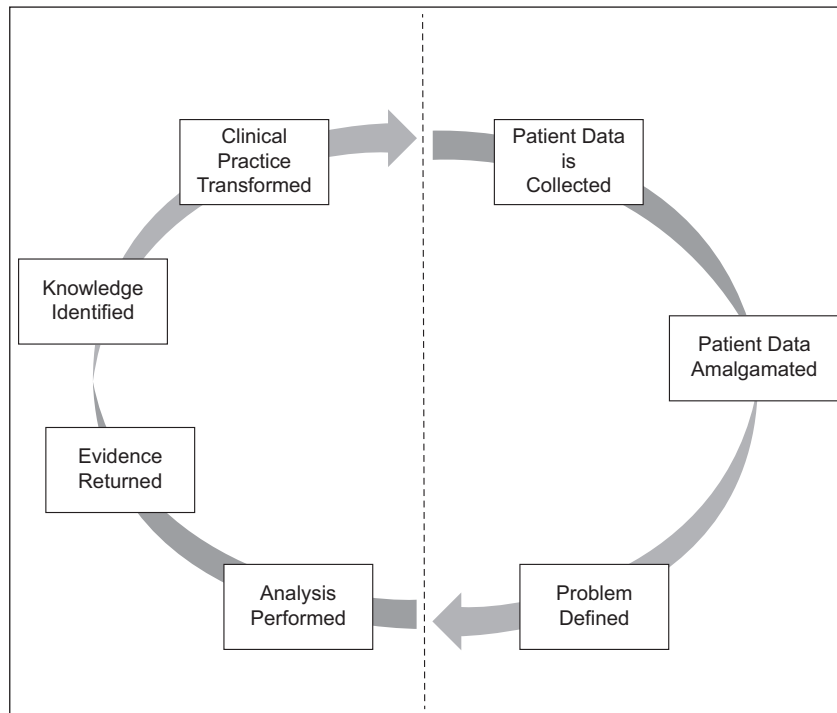 Clinical
Practice
Transformed
Patient Data
is
Collected
Knowledge
Identified
Patient Data
Amalgamated
Evidence
Returned
Analysis
Performed
Problem
Defined